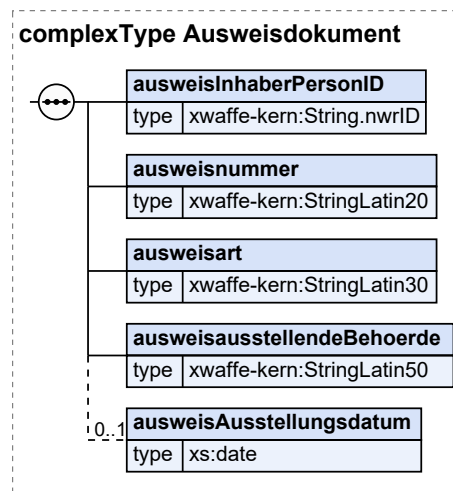 complexType Ausweisdokument
ausweisInhaberPersonID
type xwaffe-kern:String.nwrID
ausweisnummer
type xwaffe-kern:StringLatin20
ausweisart
type xwaffe-kern:StringLatin30
ausweisausstellendeBehoerde
type xwaffe-kern:StringLatin50
0..1
ausweisAusstellungsdatum
type xs:date